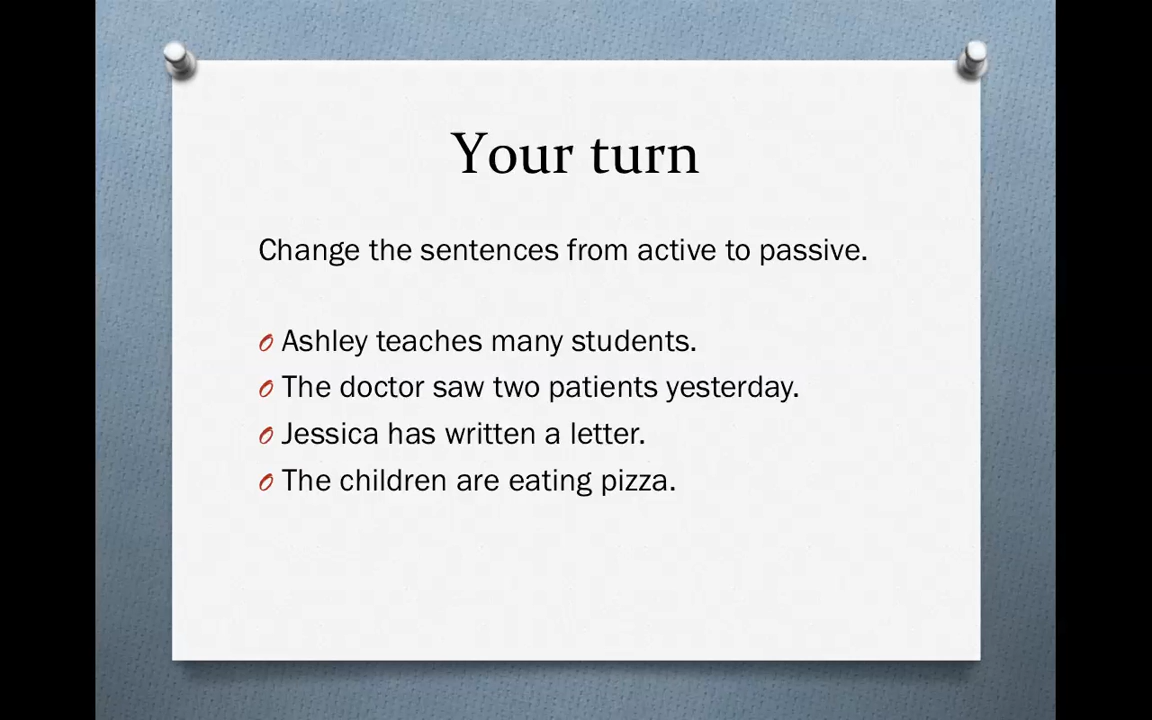 Your turn
Change the sentences from active to passive.
Ashley teaches many students.
The doctor saw two patients yesterday.
Jessica has written a letter.
The children are eating pizza.